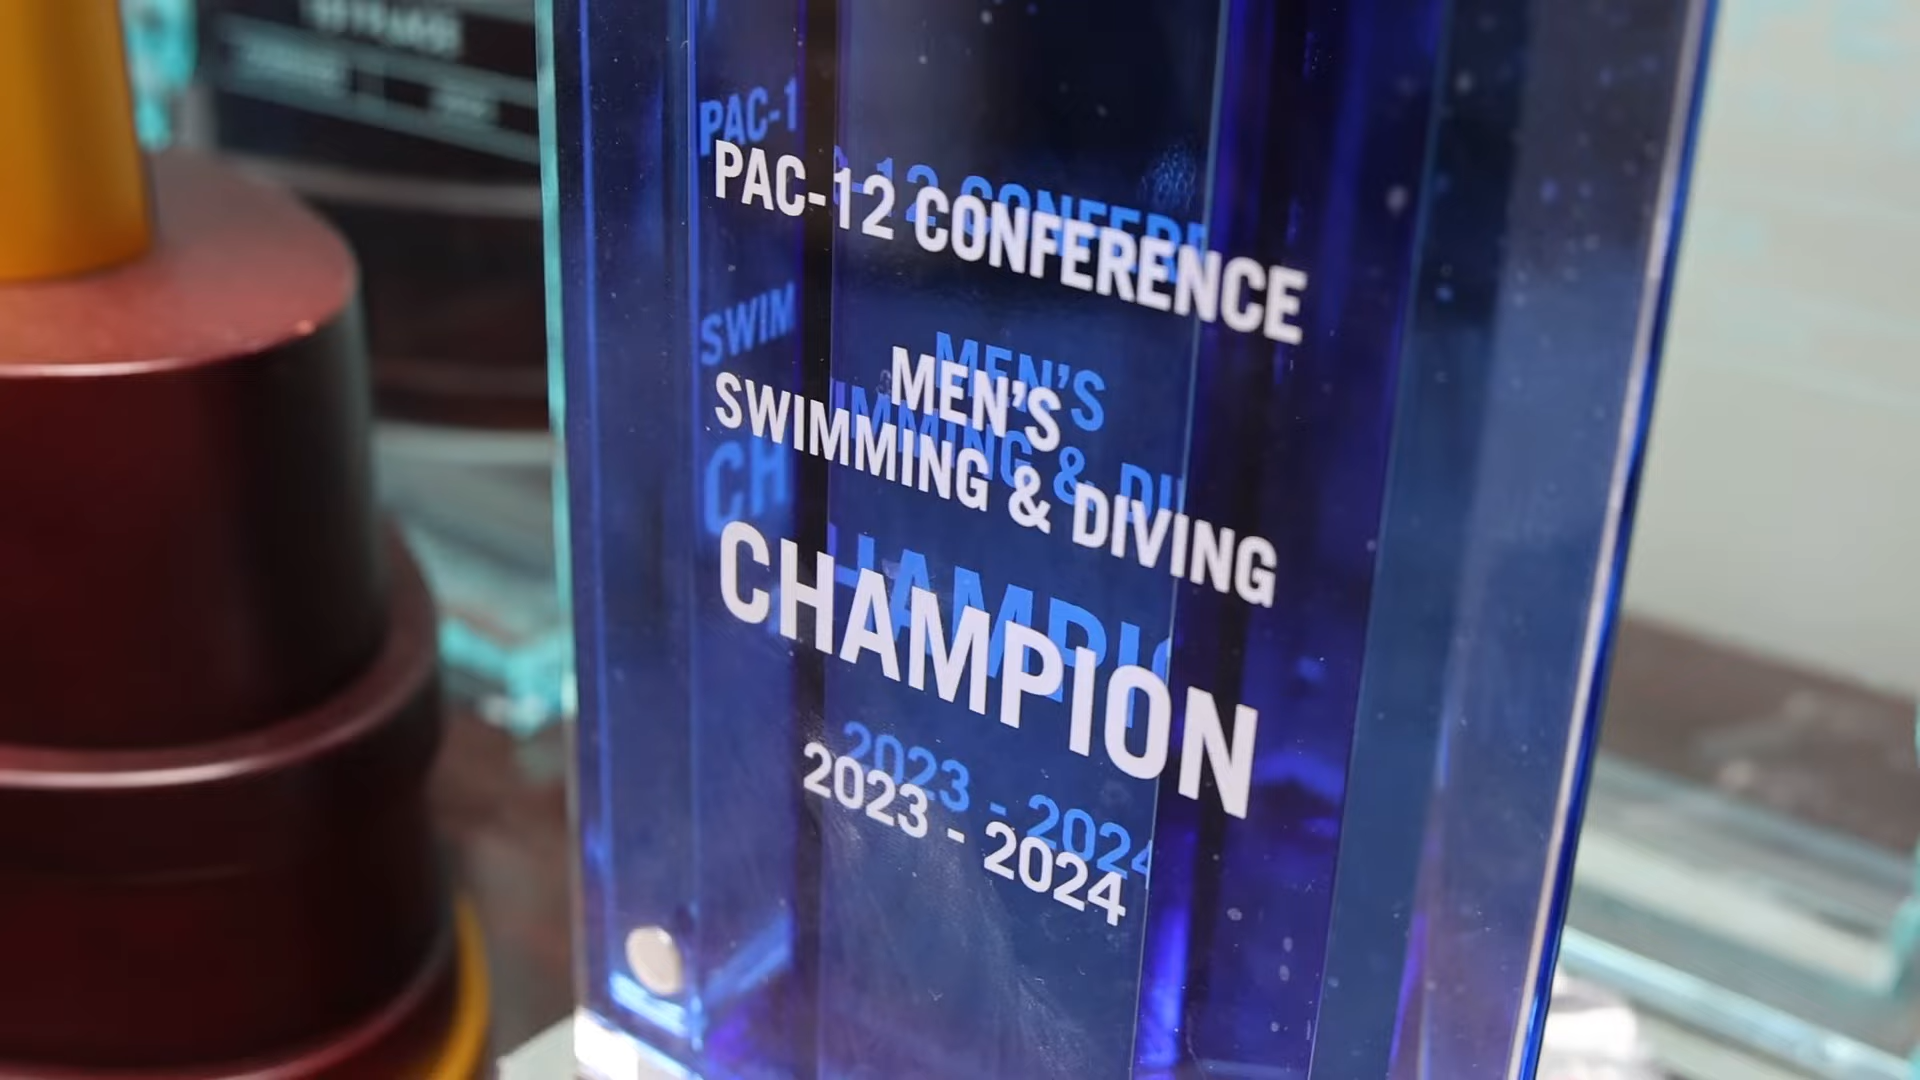 PAC-12 CONFERENCE
MEN'S
SWIMMING & DIVING
CHAMPION
2023 - 2024